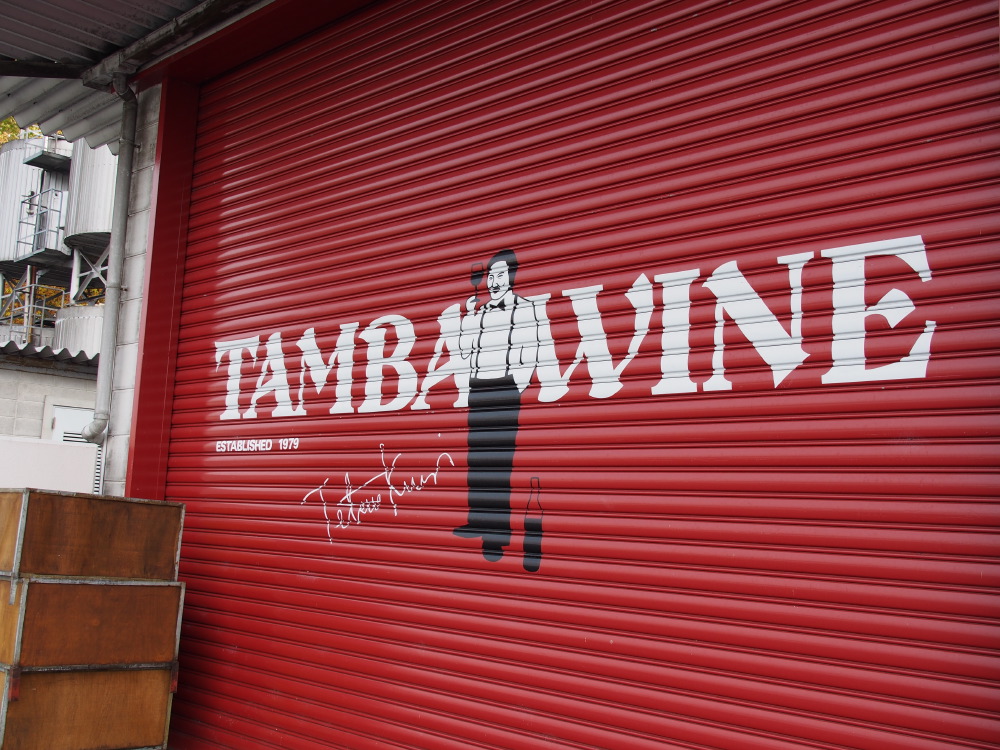 TAMBA WINE
ESTABLISHED 1979